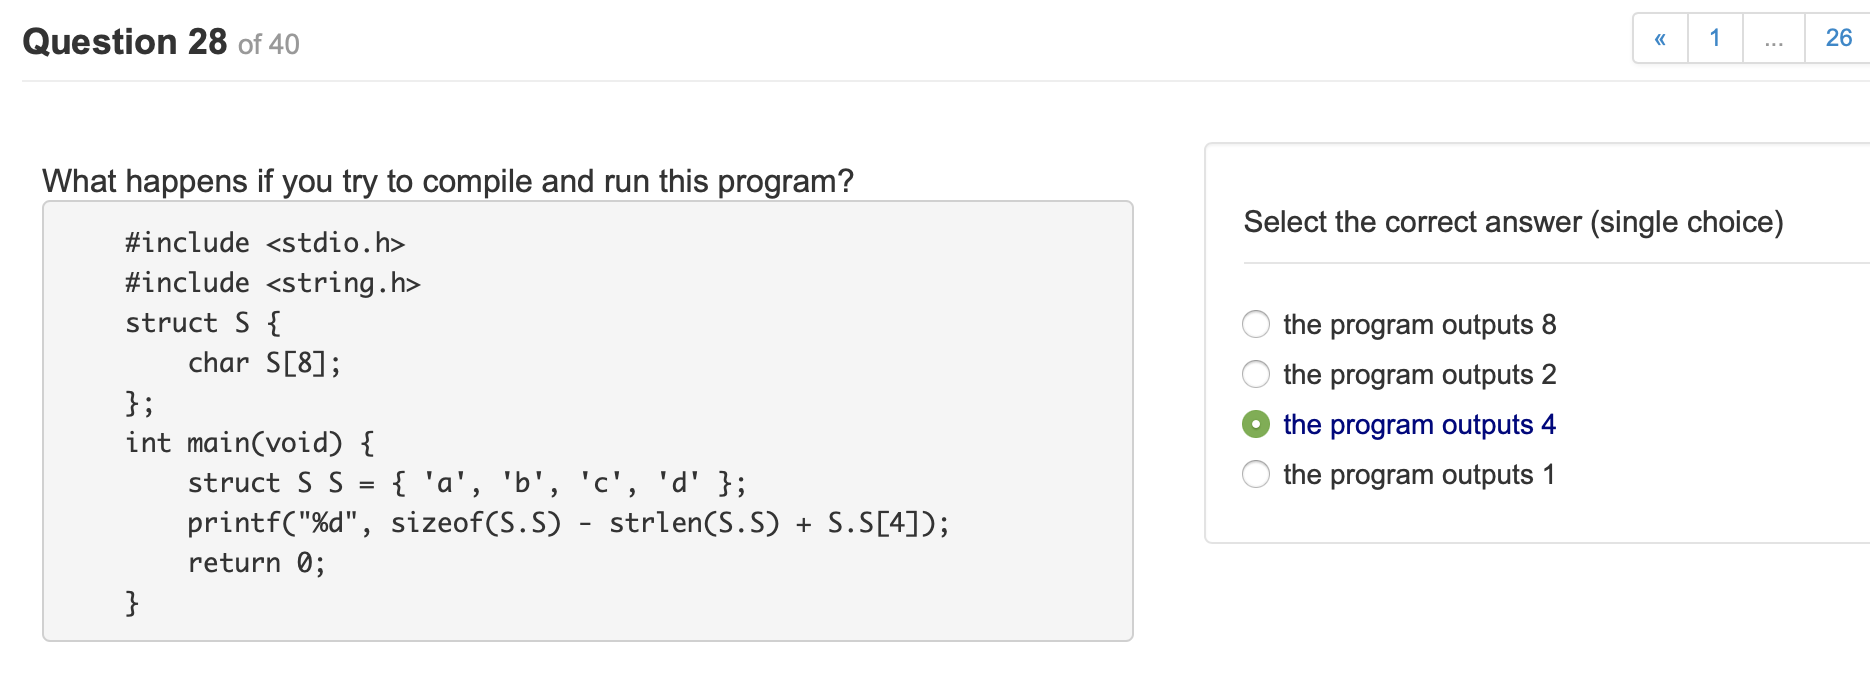 Question 28 of 40
« 1 ... 26
What happens if you try to compile and run this program?
#include <stdio.h>
#include <string.h>
struct S {
    char S[8];
};
int main(void) {
    struct S S = { 'a', 'b', 'c', 'd' };
    printf("%d", sizeof(S.S) - strlen(S.S) + S.S[4]);
    return 0;
}
Select the correct answer (single choice)
the program outputs 8
the program outputs 2
the program outputs 4
the program outputs 1